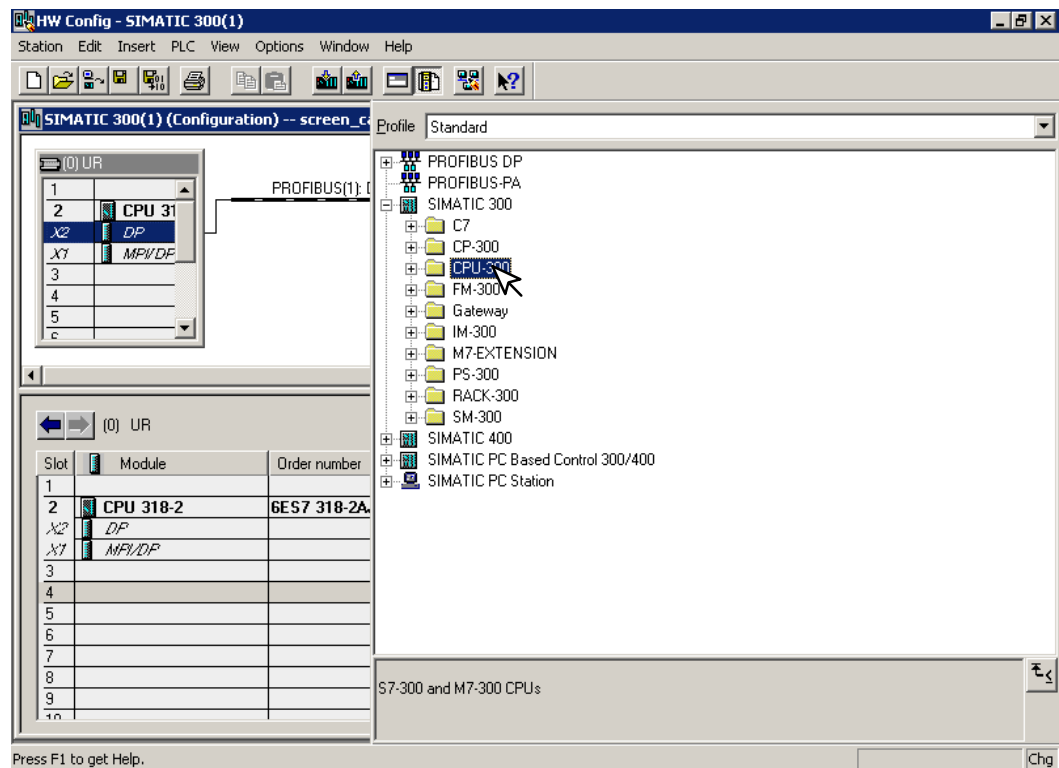 HW Config - SIMATIC 300(1)
Station Edit Insert PLC View Options Window Help
SIMATIC 300(1) (Configuration) -- screen_c
(0) UR
1
2 CPU 31
X2 DP
X1 MPI/DP
3
4
5
PROFIBUS(1):
Profile Standard
PROFIBUS DP
PROFIBUS-PA
SIMATIC 300
C7
CP-300
CPU-300
FM-300
Gateway
IM-300
M7-EXTENSION
PS-300
RACK-300
SM-300
SIMATIC 400
SIMATIC PC Based Control 300/400
SIMATIC PC Station
(0) UR
Slot Module Order number
1
2 CPU 318-2 6ES7 318-2A
X2 DP
X1 MPI/DP
3
4
5
6
7
8
9
10
S7-300 and M7-300 CPUs
Press F1 to get Help.
Chg